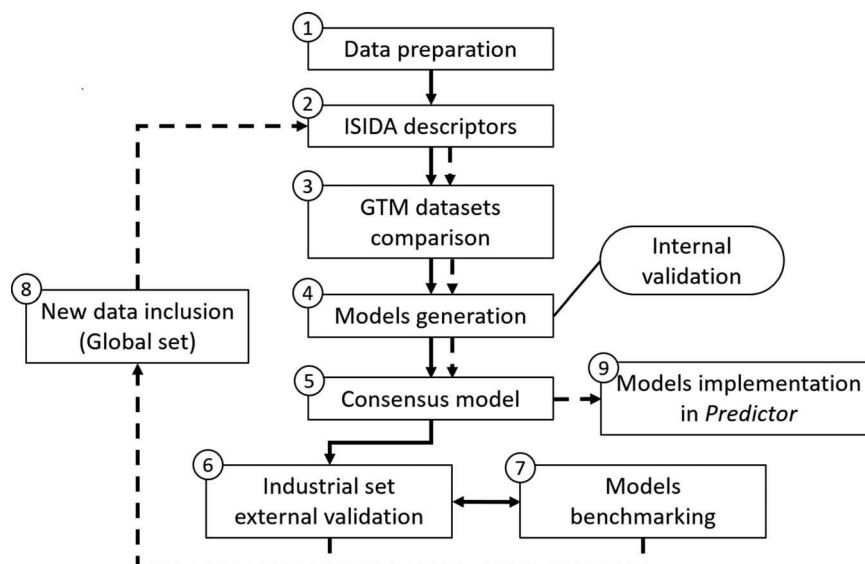 1
Data preparation
2
ISIDA descriptors
3
GTM datasets
comparison
Internal
validation
4
Models generation
8
New data inclusion
(Global set)
5
Consensus model
9
Models implementation
in Predictor
6
Industrial set
external validation
7
Models
benchmarking